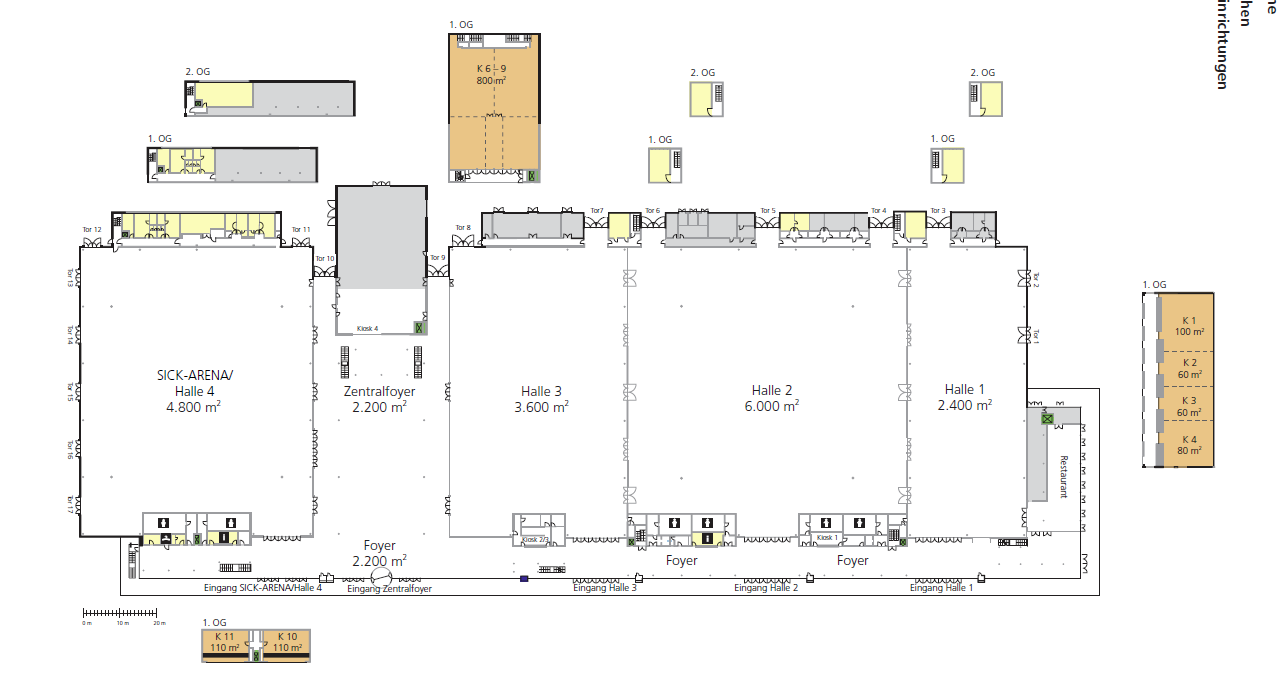 ne
hen
inrichtungen
1. OG
K 6 – 9
800 m²
2. OG
2. OG
2. OG
1. OG
1. OG
1. OG
Tor 12
Tor 11
Tor 10
Tor 9
Tor 8
Tor7
Tor 6
Tor 5
Tor 4
Tor 3
Tor 13
Tor 14
Tor 15
Tor 16
Tor 17
Tor 2
Tor 1
Kiosk 4
SICK-ARENA/
Halle 4
4.800 m²
Zentralfoyer
2.200 m²
Halle 3
3.600 m²
Halle 2
6.000 m²
Halle 1
2.400 m²
1. OG
K 1
100 m²
K 2
60 m²
K 3
60 m²
K 4
80 m²
Restaurant
Kiosk 2/3
Kiosk 1
Foyer
2.200 m²
Foyer
Foyer
Eingang SICK-ARENA/Halle 4
Eingang Zentralfoyer
Eingang Halle 3
Eingang Halle 2
Eingang Halle 1
0 m
10 m
20 m
1. OG
K 11
110 m²
K 10
110 m²